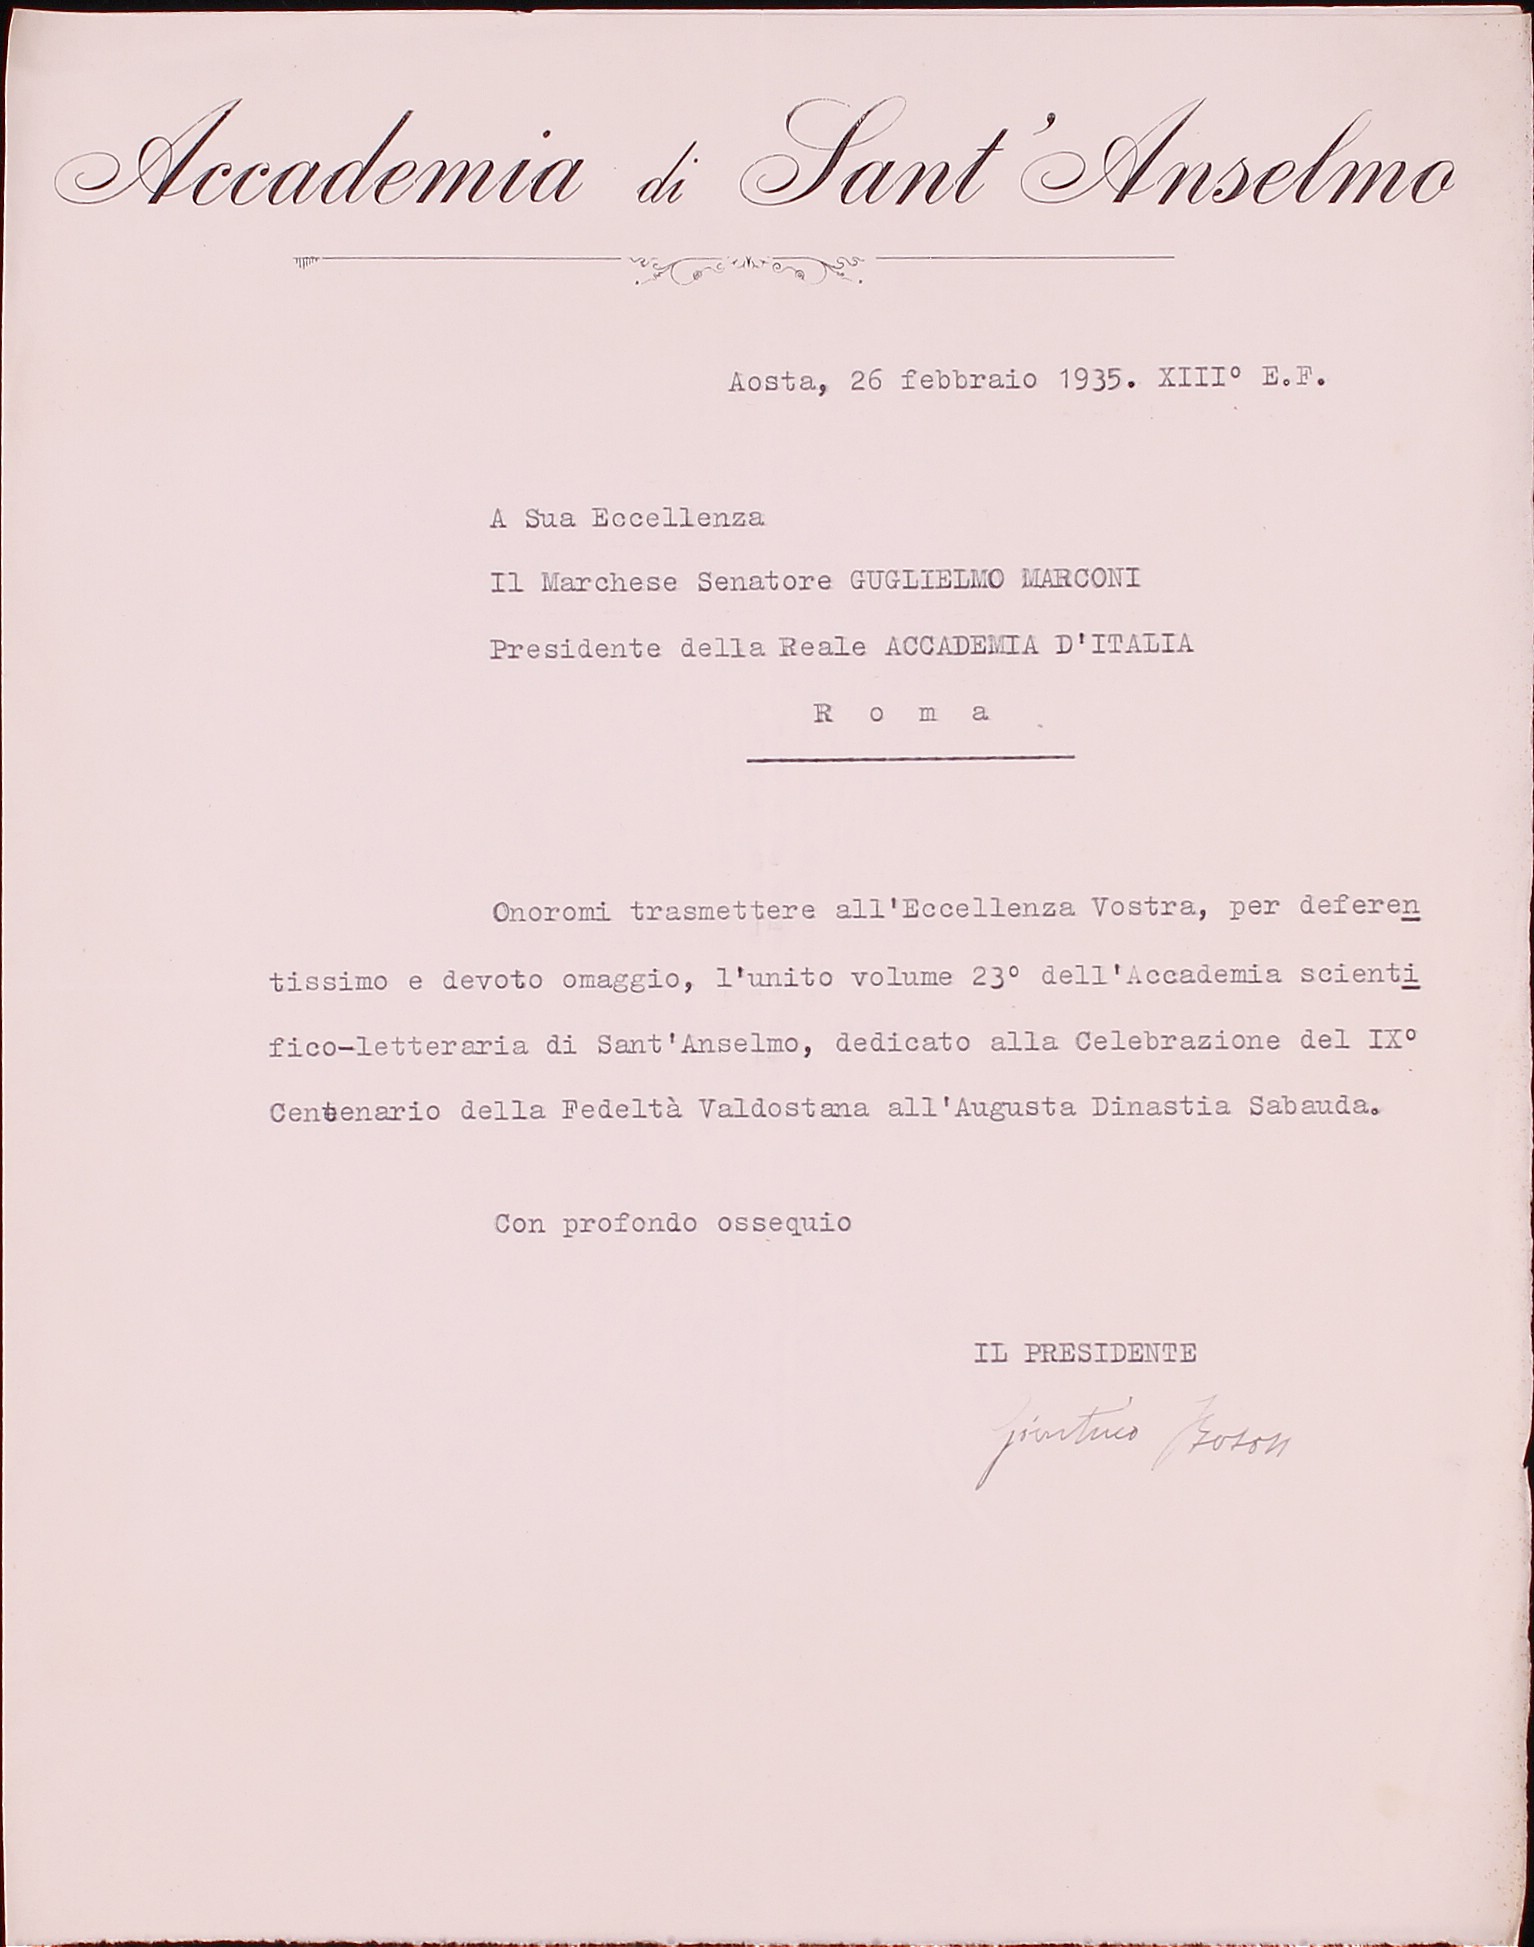 Accademia di Sant'Anselmo
Aosta, 26 febbraio 1935. XIII° E.F.
A Sua Eccellenza
Il Marchese Senatore GUGLIELMO MARCONI
Presidente della Reale ACCADEMIA D'ITALIA
R o m a
Onoromi trasmettere all'Eccellenza Vostra, per deferen
tissimo e devoto omaggio, l'unito volume 23° dell'Accademia scienti
fico-letteraria di Sant'Anselmo, dedicato alla Celebrazione del IX°
Centenario della Fedeltà Valdostana all'Augusta Dinastia Sabauda.
Con profondo ossequio
IL PRESIDENTE
Giustino Boson